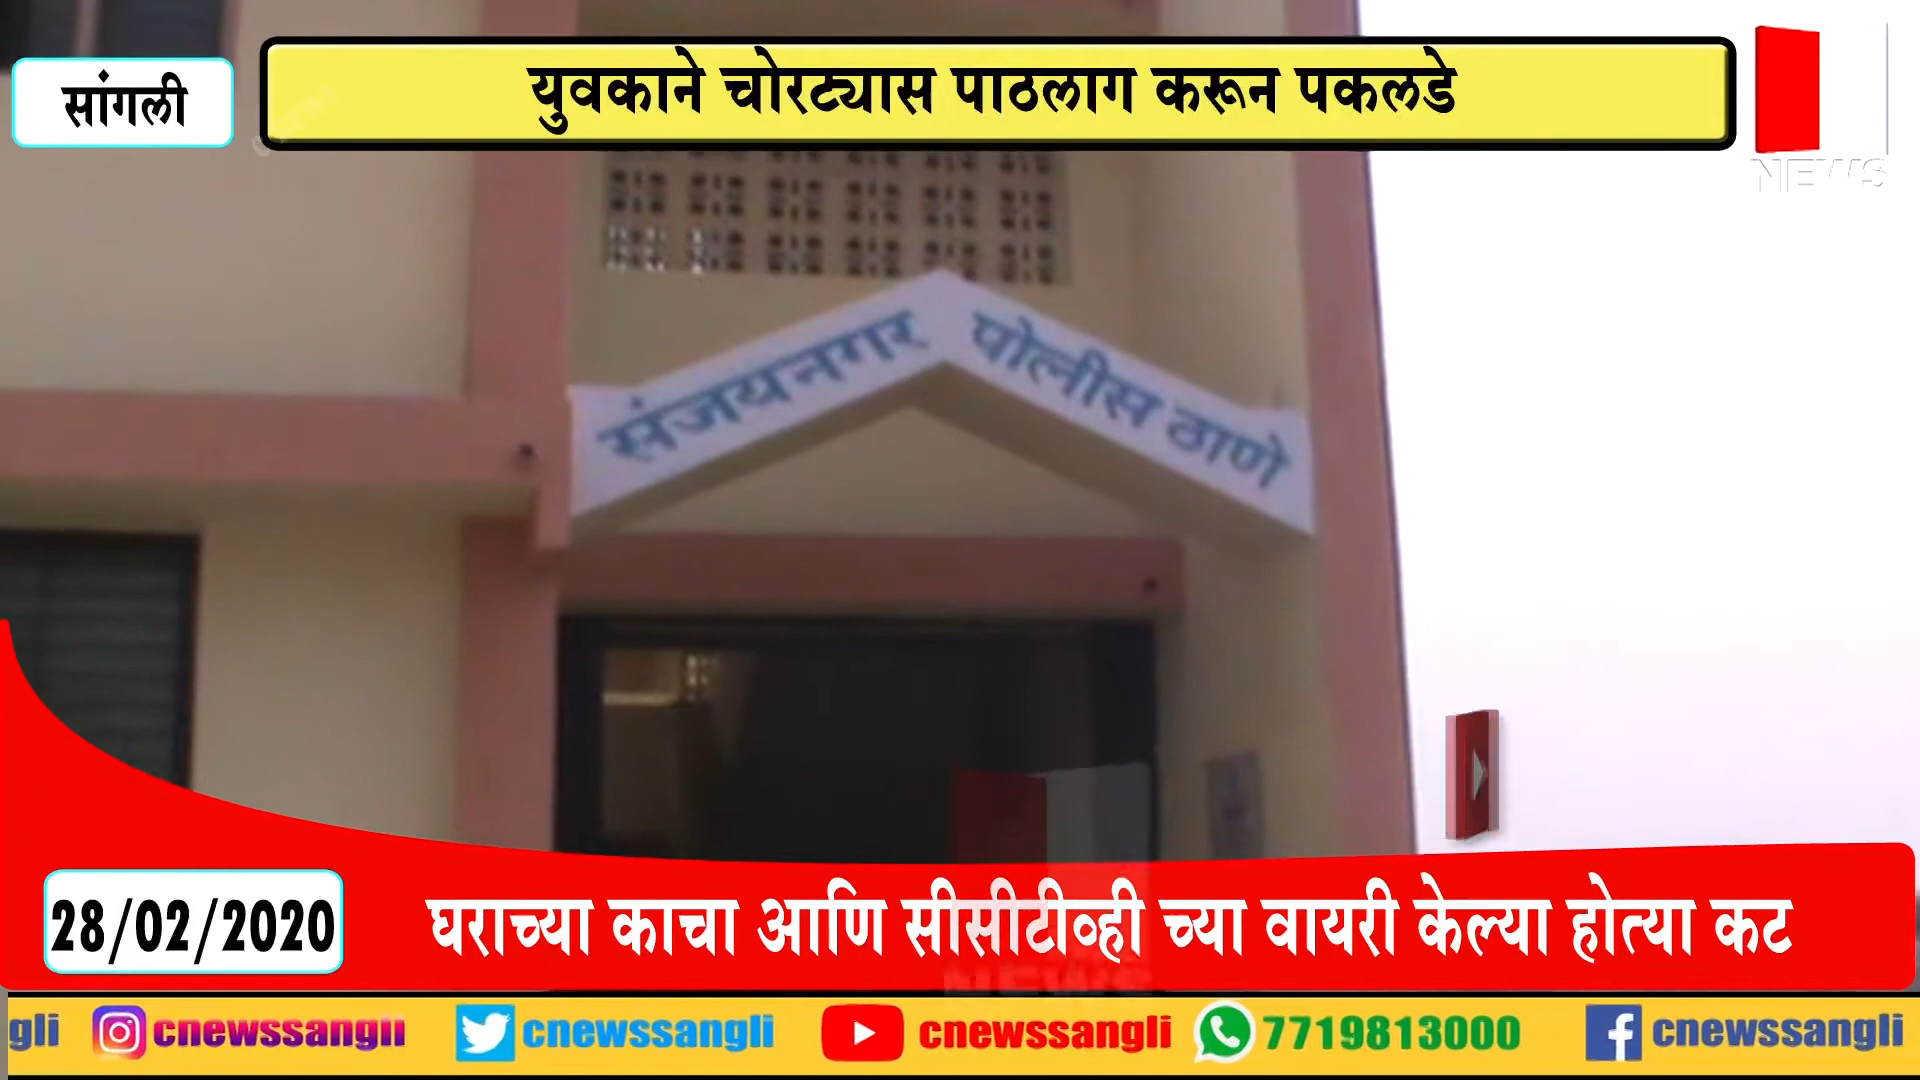 सांगली
युवकाने चोरट्यास पाठलाग करून पकलडे
NEWS
संजयनगर पोलीस ठाणे
28/02/2020
घराच्या काचा आणि सीसीटीव्ही च्या वायरी केल्या होत्या कट
gli cnewssangli cnewssangli cnewssangli 7719813000 cnewssangli